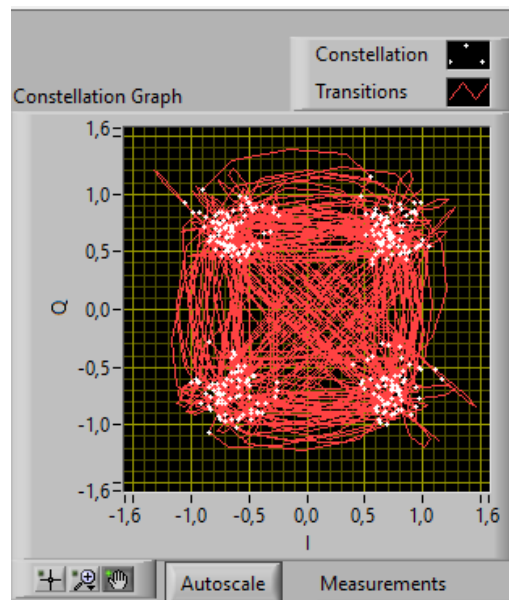 Constellation
Transitions
Constellation Graph
1,6
1,0
0,5
0,0
-0,5
-1,0
-1,6
Q
-1,6 -1,0 -0,5 0,0 0,5 1,0 1,6
I
Autoscale Measurements